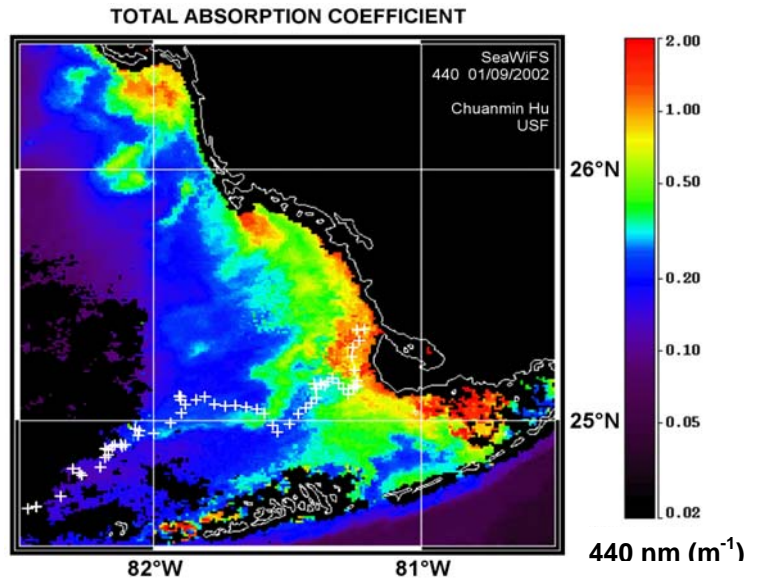 TOTAL ABSORPTION COEFFICIENT
SeaWiFS
440 01/09/2002
Chuanmin Hu
USF
2.00
1.00
0.50
0.20
0.10
0.05
0.02
26°N
25°N
82°W
81°W
440 nm (m⁻¹)